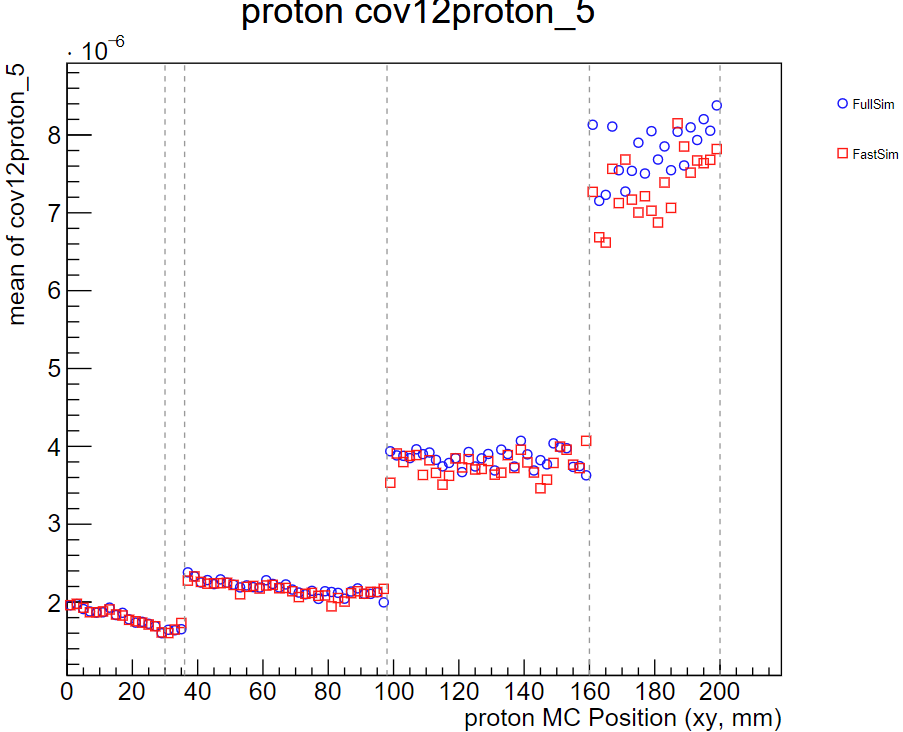 proton cov12proton_5
· 10−6
mean of cov12proton_5
8
7
6
5
4
3
2
0 20 40 60 80 100 120 140 160 180 200
proton MC Position (xy, mm)
FullSim
FastSim